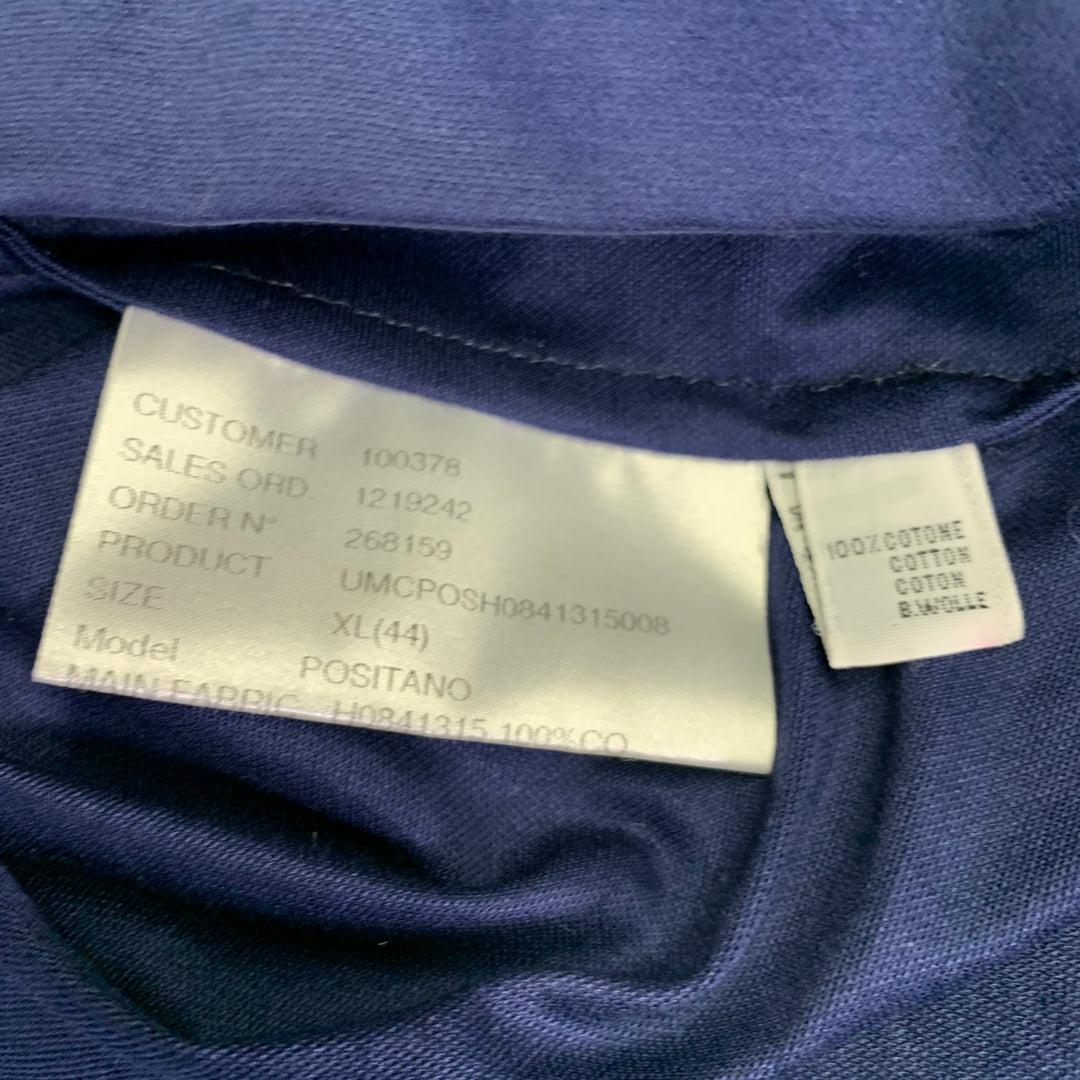 CUSTOMER 100378
SALES ORD. 1219242
ORDER N° 268159
PRODUCT UMCPOSH0841315008
SIZE XL(44)
Model POSITANO
MAIN FABRIC H0841315 100%CO
100%COTONE
COTTON
COTON
B.WOLLE